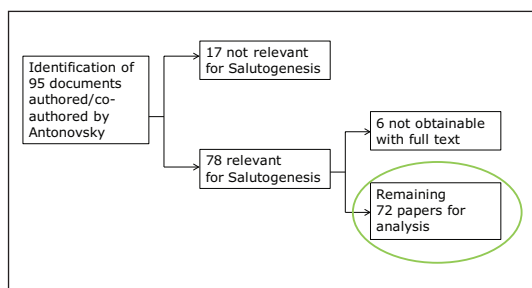 Identification of
95 documents
authored/co-
authored by
Antonovsky
17 not relevant
for Salutogenesis
78 relevant
for Salutogenesis
6 not obtainable
with full text
Remaining
72 papers for
analysis